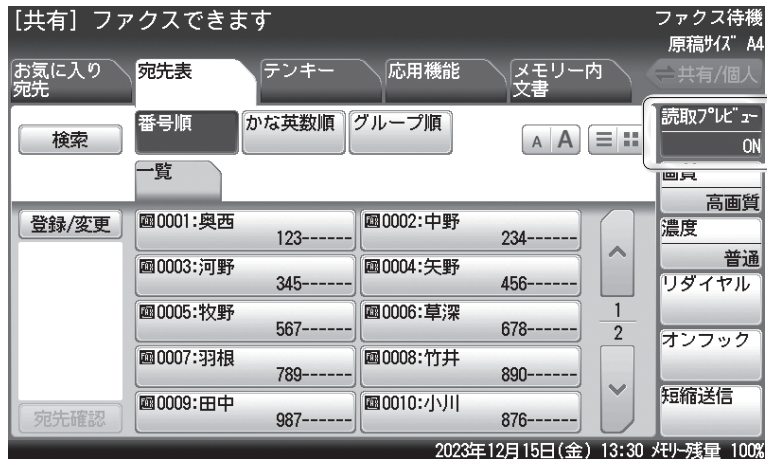 [共有] ファクスできます
ファクス待機
原稿ｻｲｽﾞ A4
お気に入り
宛先
宛先表
テンキー
応用機能
メモリー内
文書
共有/個人
検索
番号順
かな英数順
グループ順
A A
読取ﾌﾟﾚﾋﾞｭｰ
ON
一覧
画質
高画質
登録/変更
0001:奥西
123------
0002:中野
234------
濃度
普通
0003:河野
345------
0004:矢野
456------
リダイヤル
0005:牧野
567------
0006:草深
678------
1
2
オンフック
0007:羽根
789------
0008:竹井
890------
宛先確認
0009:田中
987------
0010:小川
876------
短縮送信
2023年12月15日(金) 13:30 ﾒﾓﾘｰ残量 100%